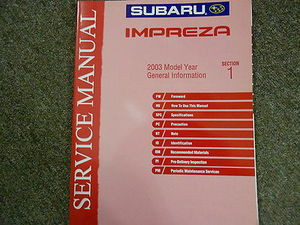 SERVICE MANUAL
SUBARU
IMPREZA
2003 Model Year
General Information
SECTION
1
FW Foreword
HU How To Use This Manual
SPC Specifications
PC Precaution
NT Note
ID Identification
RM Recommended Materials
PI Pre-Delivery Inspection
PM Periodic Maintenance Services